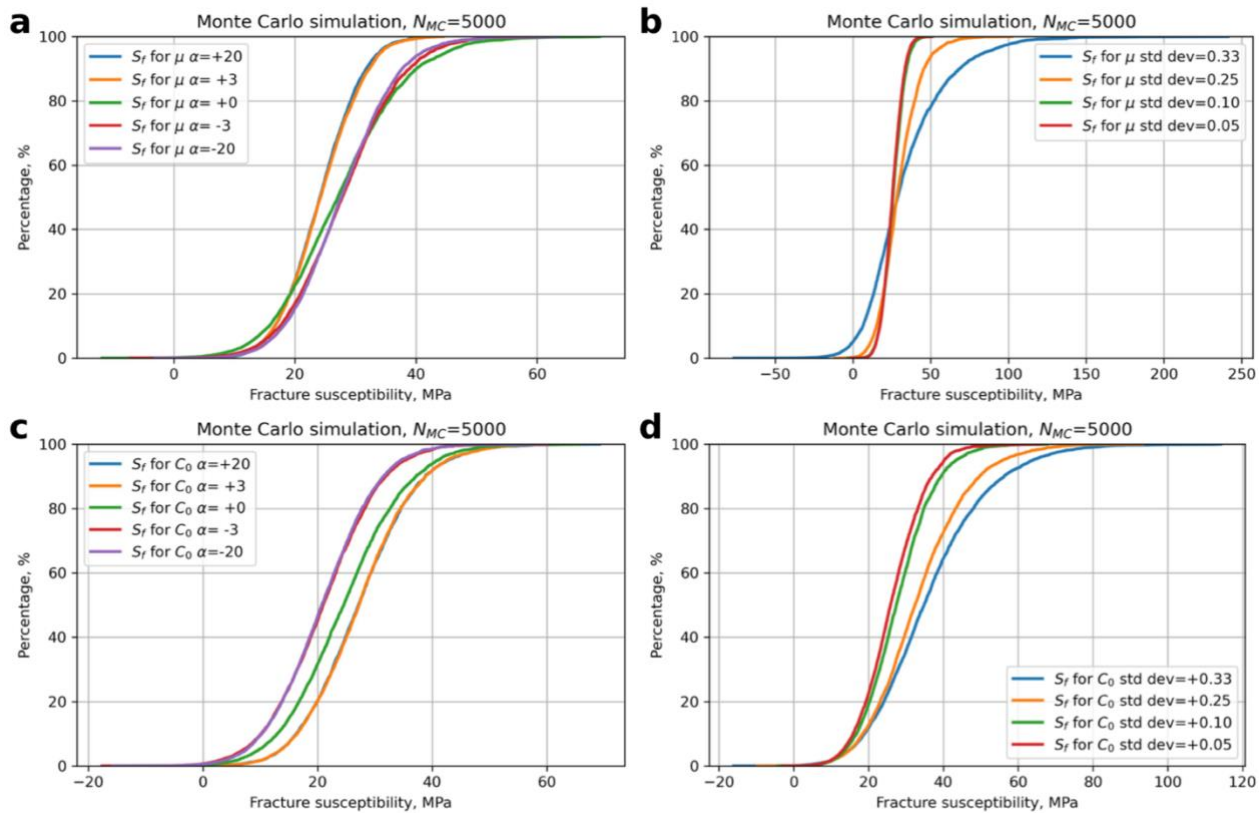 a
Monte Carlo simulation, N_MC=5000
100
80
60
40
20
0
Percentage, %
S_f for μ α=+20
S_f for μ α= +3
S_f for μ α= +0
S_f for μ α= -3
S_f for μ α=-20
0 20 40 60
Fracture susceptibility, MPa
b
Monte Carlo simulation, N_MC=5000
100
80
60
40
20
0
Percentage, %
S_f for μ std dev=0.33
S_f for μ std dev=0.25
S_f for μ std dev=0.10
S_f for μ std dev=0.05
−50 0 50 100 150 200 250
Fracture susceptibility, MPa
c
Monte Carlo simulation, N_MC=5000
100
80
60
40
20
0
Percentage, %
S_f for C_0 α=+20
S_f for C_0 α= +3
S_f for C_0 α= +0
S_f for C_0 α= -3
S_f for C_0 α=-20
−20 0 20 40 60
Fracture susceptibility, MPa
d
Monte Carlo simulation, N_MC=5000
100
80
60
40
20
0
Percentage, %
S_f for C_0 std dev=+0.33
S_f for C_0 std dev=+0.25
S_f for C_0 std dev=+0.10
S_f for C_0 std dev=+0.05
−20 0 20 40 60 80 100 120
Fracture susceptibility, MPa